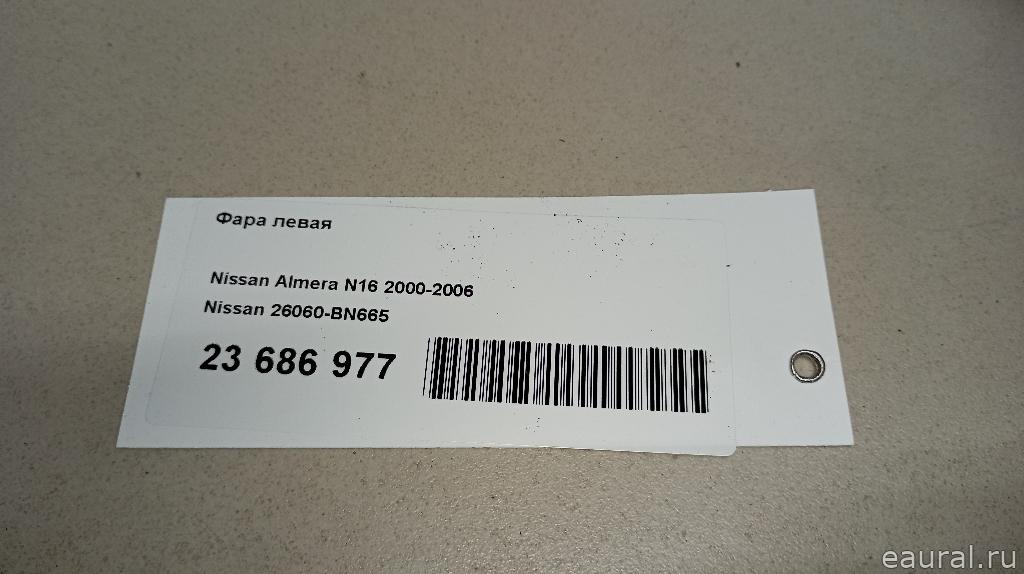 Фара левая
Nissan Almera N16 2000-2006
Nissan 26060-BN665
23 686 977
eaural.ru